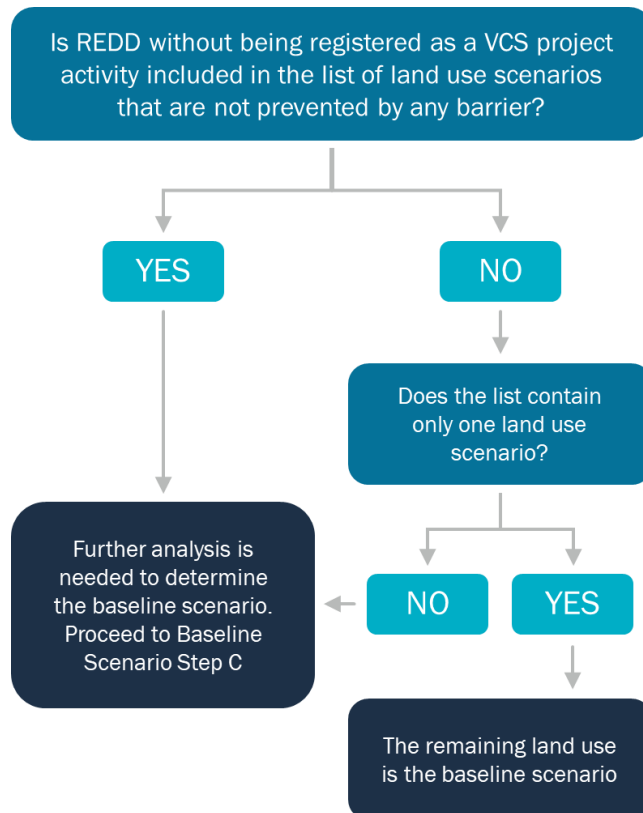 Is REDD without being registered as a VCS project
activity included in the list of land use scenarios
that are not prevented by any barrier?
YES
NO
Does the list contain
only one land use
scenario?
Further analysis is
needed to determine
the baseline scenario.
Proceed to Baseline
Scenario Step C
NO
YES
The remaining land use
is the baseline scenario